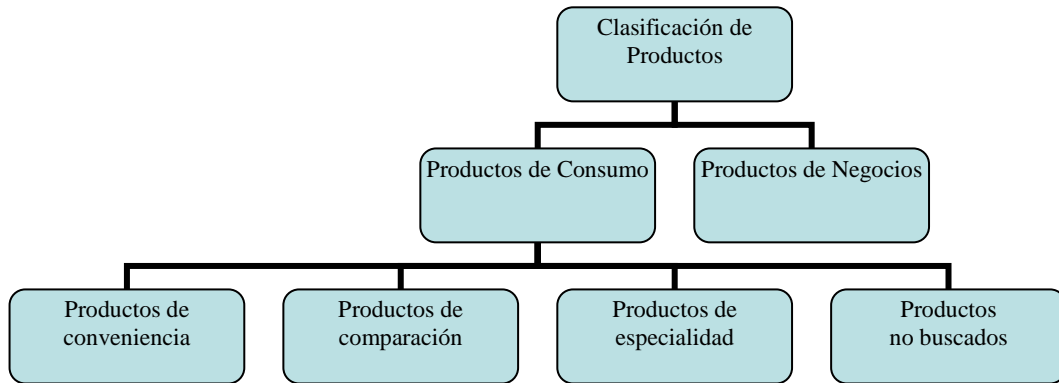 Clasificación de
Productos
Productos de Consumo
Productos de Negocios
Productos de
conveniencia
Productos de
comparación
Productos de
especialidad
Productos
no buscados